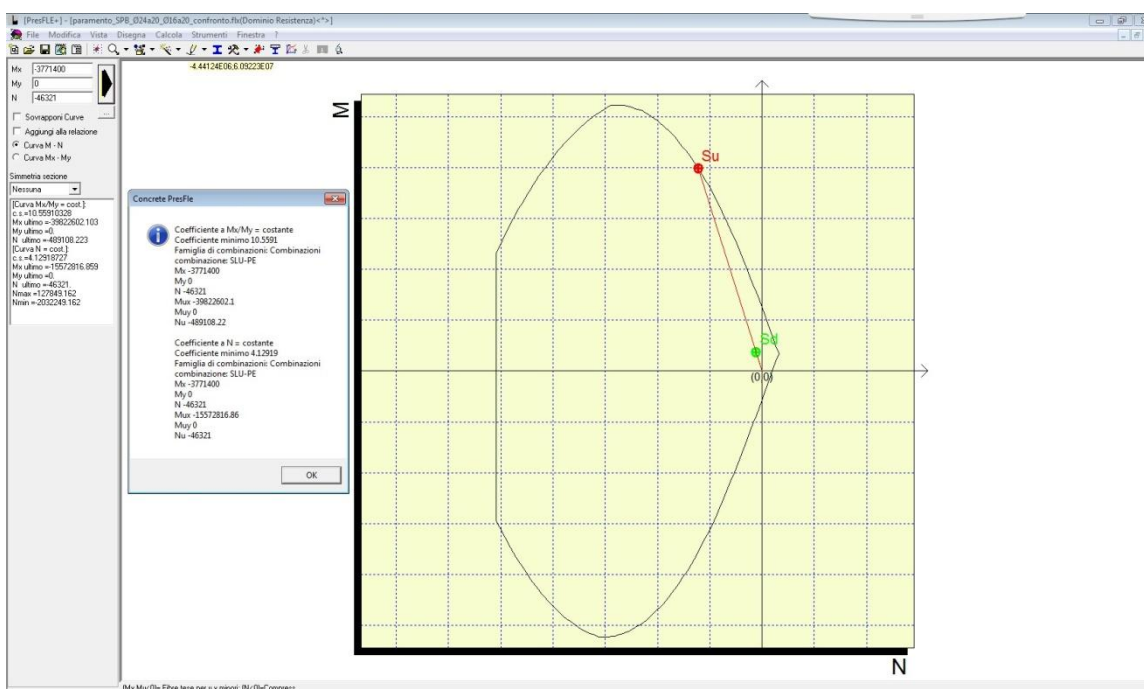 [PresFLE+] - [paramento_SPB_Ø24a20_Ø16a20_confronto.flx(Dominio Resistenza)<*>]
File Modifica Vista Disegna Calcola Strumenti Finestra ?
Mx -3771400
My 0
N -46321
Sovrapponi Curve ...
Aggiungi alla relazione
Curva M - N
Curva Mx - My
Simmetria sezione
Nessuna
[Curva Mx/My = cost.]:
c.s.=10.55910328
Mx ultimo =-39822602.103
My ultimo =0.
N ultimo =-489108.223
[Curva N = cost.]:
c.s.=4.12918727
Mx ultimo =-15572816.859
My ultimo =0.
N ultimo =-46321.
Nmax =127849.162
Nmin =-2032249.162
-4.44124E06,6.09223E07
M
Su
Sd
(0,0)
N
Concrete PresFle
Coefficiente a Mx/My = costante
Coefficiente minimo 10.5591
Famiglia di combinazioni: Combinazioni
combinazione: SLU-PE
Mx -3771400
My 0
N -46321
Mux -39822602.1
Muy 0
Nu -489108.22
Coefficiente a N = costante
Coefficiente minimo 4.12919
Famiglia di combinazioni: Combinazioni
combinazione: SLU-PE
Mx -3771400
My 0
N -46321
Mux -15572816.86
Muy 0
Nu -46321
OK